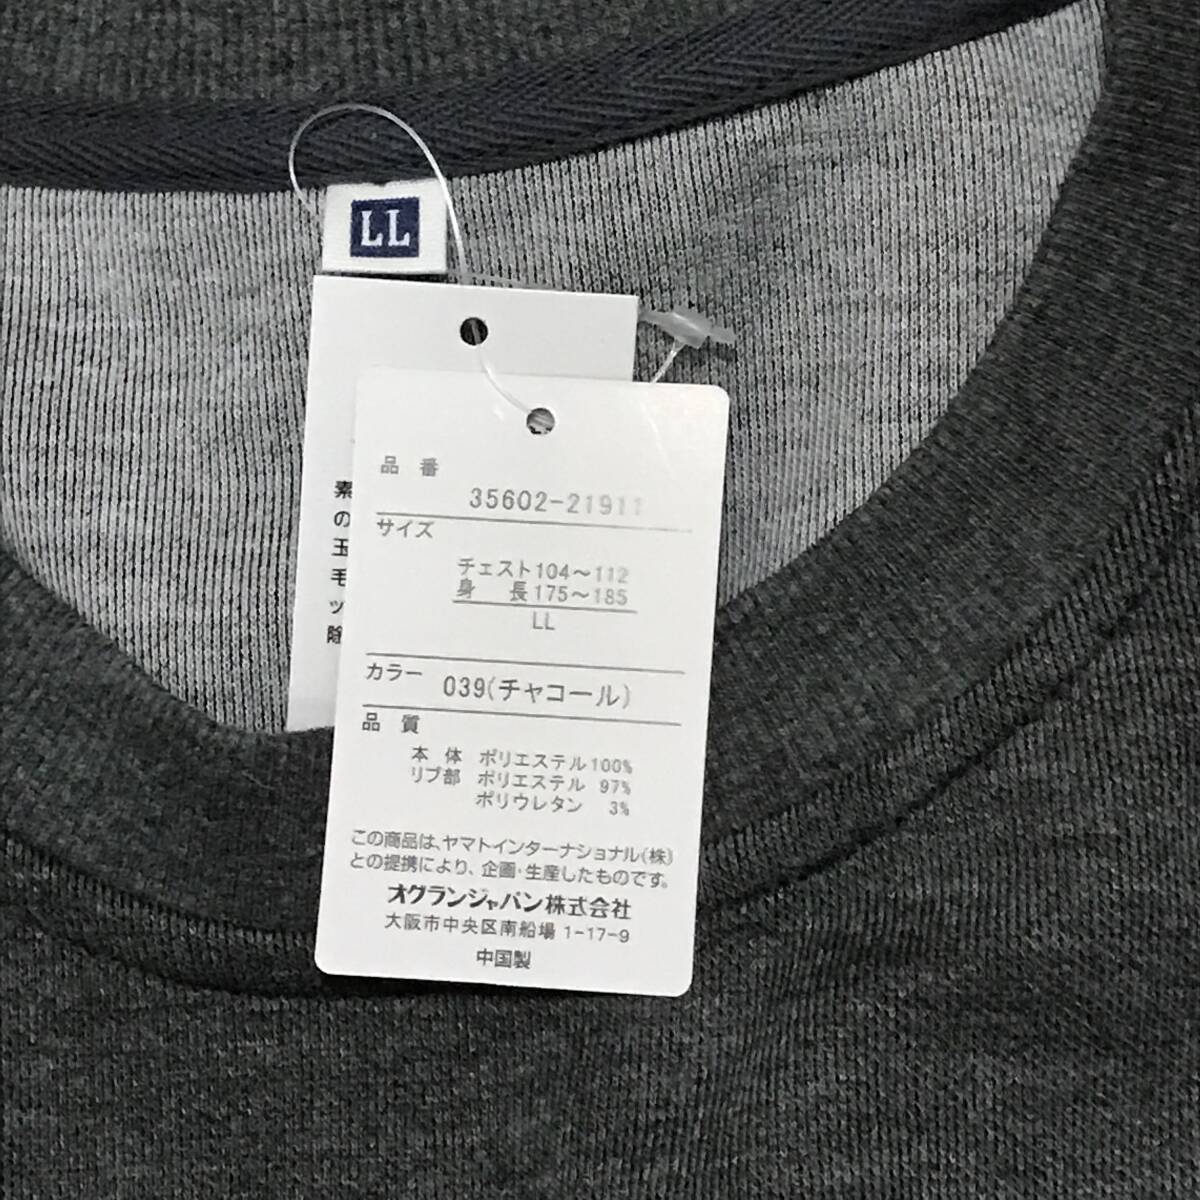 LL
素
の
玉
毛
ッ
除
品番
35602-21911
サイズ
チェスト104～112
身長175～185
LL
カラー 039(チャコール)
品質
本体 ポリエステル100%
リブ部 ポリエステル 97%
ポリウレタン 3%
この商品は、ヤマトインターナショナル(株)
との提携により、企画・生産したものです。
オグランジャパン株式会社
大阪市中央区南船場1-17-9
中国製